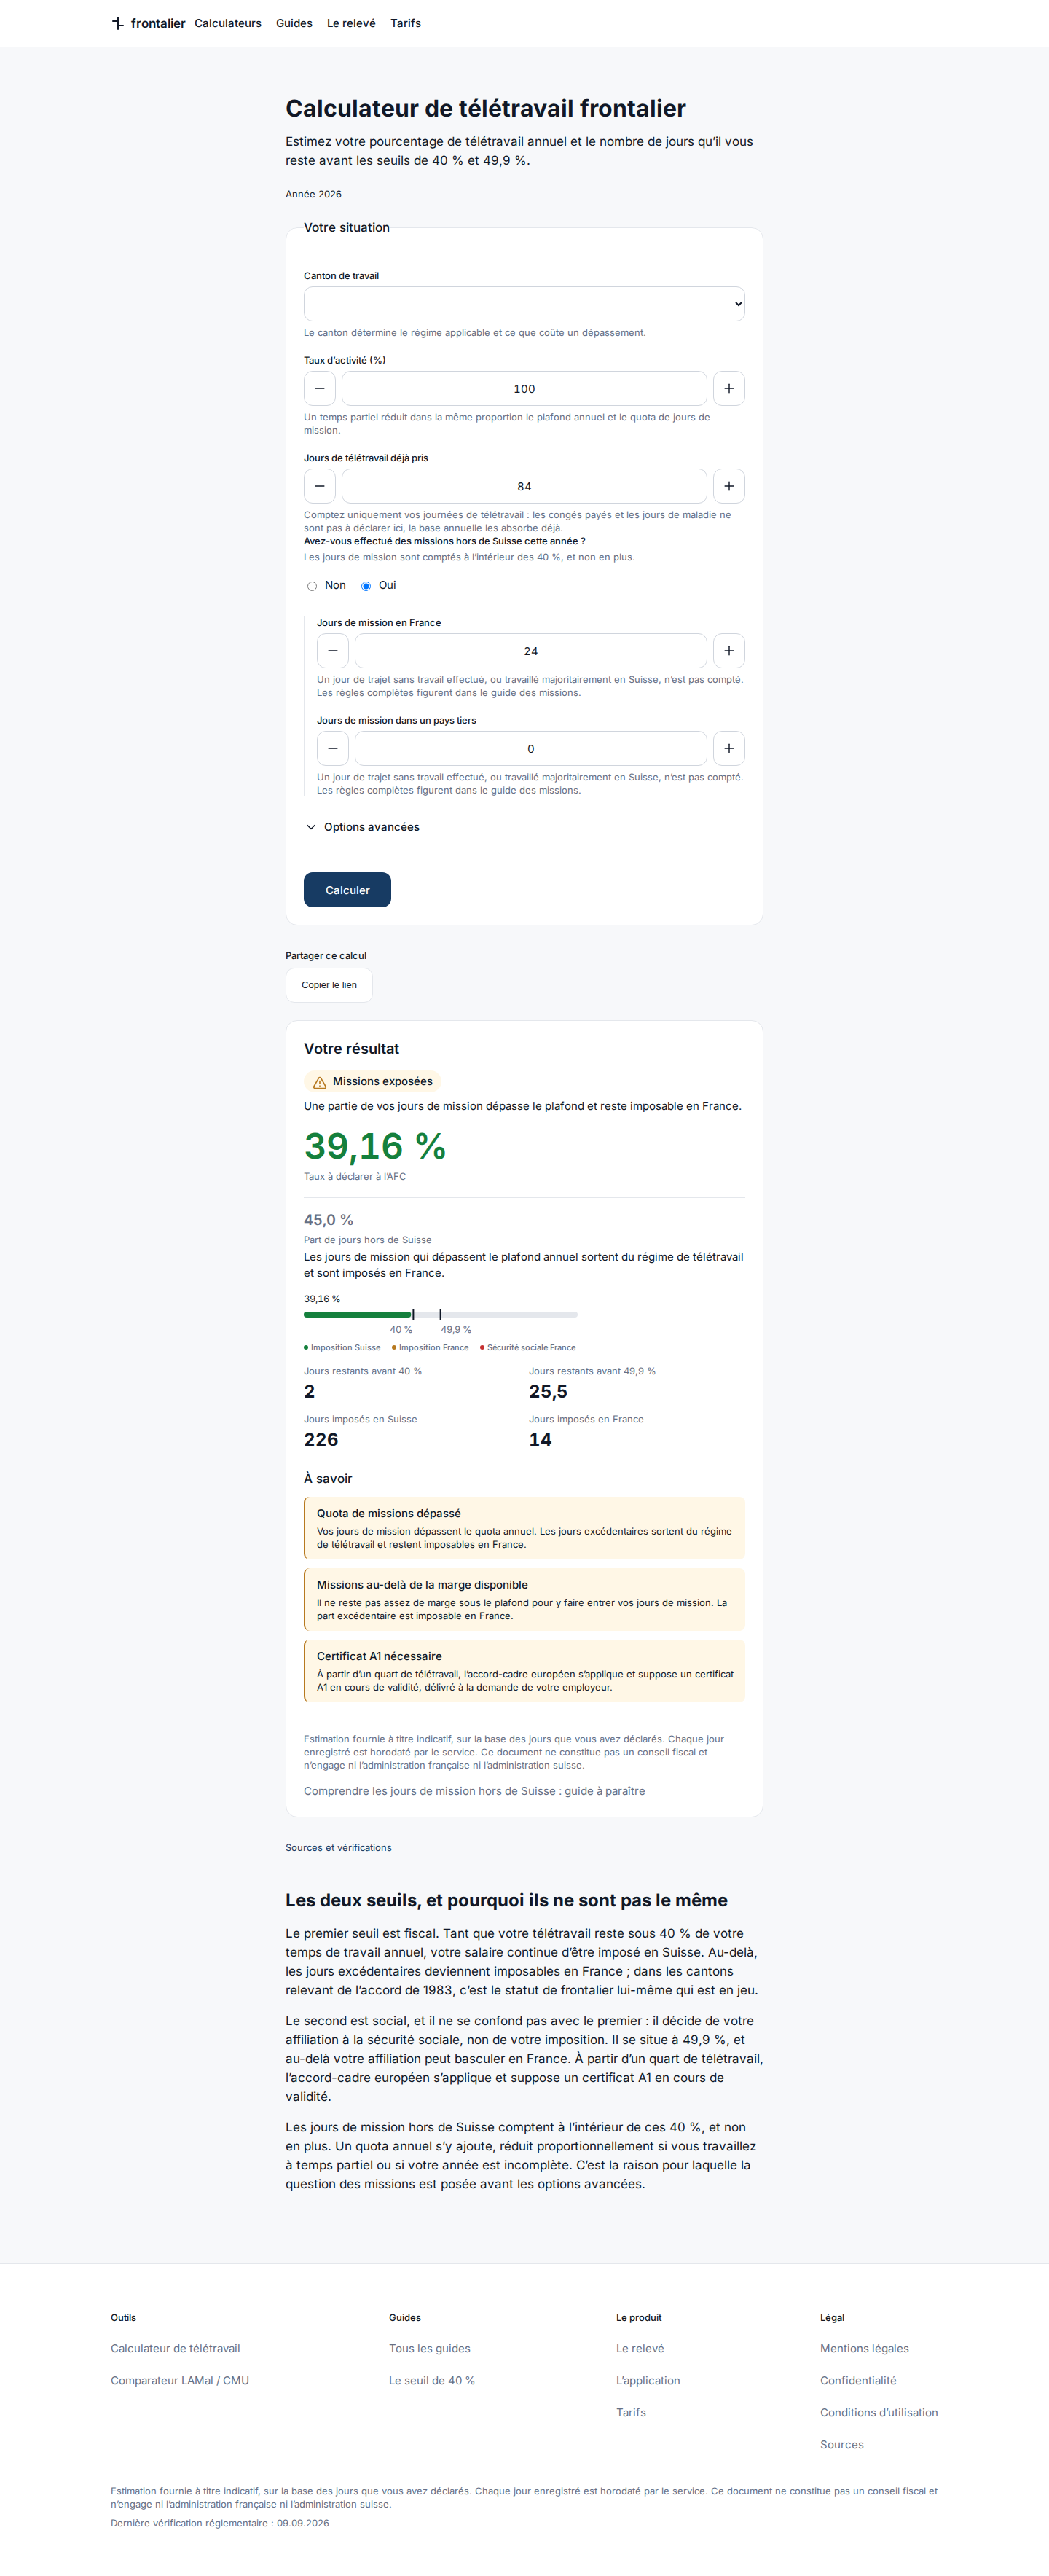 frontalier Calculateurs Guides Le relevé Tarifs
Calculateur de télétravail frontalier
Estimez votre pourcentage de télétravail annuel et le nombre de jours qu’il vous
reste avant les seuils de 40 % et 49,9 %.
Année 2026
Votre situation
Canton de travail
Le canton détermine le régime applicable et ce que coûte un dépassement.
Taux d’activité (%)
100
Un temps partiel réduit dans la même proportion le plafond annuel et le quota de jours de
mission.
Jours de télétravail déjà pris
84
Comptez uniquement vos journées de télétravail : les congés payés et les jours de maladie ne
sont pas à déclarer ici, la base annuelle les absorbe déjà.
Avez-vous effectué des missions hors de Suisse cette année ?
Les jours de mission sont comptés à l’intérieur des 40 %, et non en plus.
Non Oui
Jours de mission en France
24
Un jour de trajet sans travail effectué, ou travaillé majoritairement en Suisse, n’est pas compté.
Les règles complètes figurent dans le guide des missions.
Jours de mission dans un pays tiers
0
Un jour de trajet sans travail effectué, ou travaillé majoritairement en Suisse, n’est pas compté.
Les règles complètes figurent dans le guide des missions.
Options avancées
Calculer
Partager ce calcul
Copier le lien
Votre résultat
Missions exposées
Une partie de vos jours de mission dépasse le plafond et reste imposable en France.
39,16 %
Taux à déclarer à l’AFC
45,0 %
Part de jours hors de Suisse
Les jours de mission qui dépassent le plafond annuel sortent du régime de télétravail
et sont imposés en France.
39,16 %
40 % 49,9 %
Imposition Suisse Imposition France Sécurité sociale France
Jours restants avant 40 % Jours restants avant 49,9 %
2 25,5
Jours imposés en Suisse Jours imposés en France
226 14
À savoir
Quota de missions dépassé
Vos jours de mission dépassent le quota annuel. Les jours excédentaires sortent du régime
de télétravail et restent imposables en France.
Missions au-delà de la marge disponible
Il ne reste pas assez de marge sous le plafond pour y faire entrer vos jours de mission. La
part excédentaire est imposable en France.
Certificat A1 nécessaire
À partir d’un quart de télétravail, l’accord-cadre européen s’applique et suppose un certificat
A1 en cours de validité, délivré à la demande de votre employeur.
Estimation fournie à titre indicatif, sur la base des jours que vous avez déclarés. Chaque jour
enregistré est horodaté par le service. Ce document ne constitue pas un conseil fiscal et
n’engage ni l’administration française ni l’administration suisse.
Comprendre les jours de mission hors de Suisse : guide à paraître
Sources et vérifications
Les deux seuils, et pourquoi ils ne sont pas le même
Le premier seuil est fiscal. Tant que votre télétravail reste sous 40 % de votre
temps de travail annuel, votre salaire continue d’être imposé en Suisse. Au-delà,
les jours excédentaires deviennent imposables en France ; dans les cantons
relevant de l’accord de 1983, c’est le statut de frontalier lui-même qui est en jeu.
Le second est social, et il ne se confond pas avec le premier : il décide de votre
affiliation à la sécurité sociale, non de votre imposition. Il se situe à 49,9 %, et
au-delà votre affiliation peut basculer en France. À partir d’un quart de télétravail,
l’accord-cadre européen s’applique et suppose un certificat A1 en cours de
validité.
Les jours de mission hors de Suisse comptent à l’intérieur de ces 40 %, et non
en plus. Un quota annuel s’y ajoute, réduit proportionnellement si vous travaillez
à temps partiel ou si votre année est incomplète. C’est la raison pour laquelle la
question des missions est posée avant les options avancées.
Outils Guides Le produit Légal
Calculateur de télétravail Tous les guides Le relevé Mentions légales
Comparateur LAMal / CMU Le seuil de 40 % L’application Confidentialité
Tarifs Conditions d’utilisation
Sources
Estimation fournie à titre indicatif, sur la base des jours que vous avez déclarés. Chaque jour enregistré est horodaté par le service. Ce document ne constitue pas un conseil fiscal et
n’engage ni l’administration française ni l’administration suisse.
Dernière vérification réglementaire : 09.09.2026